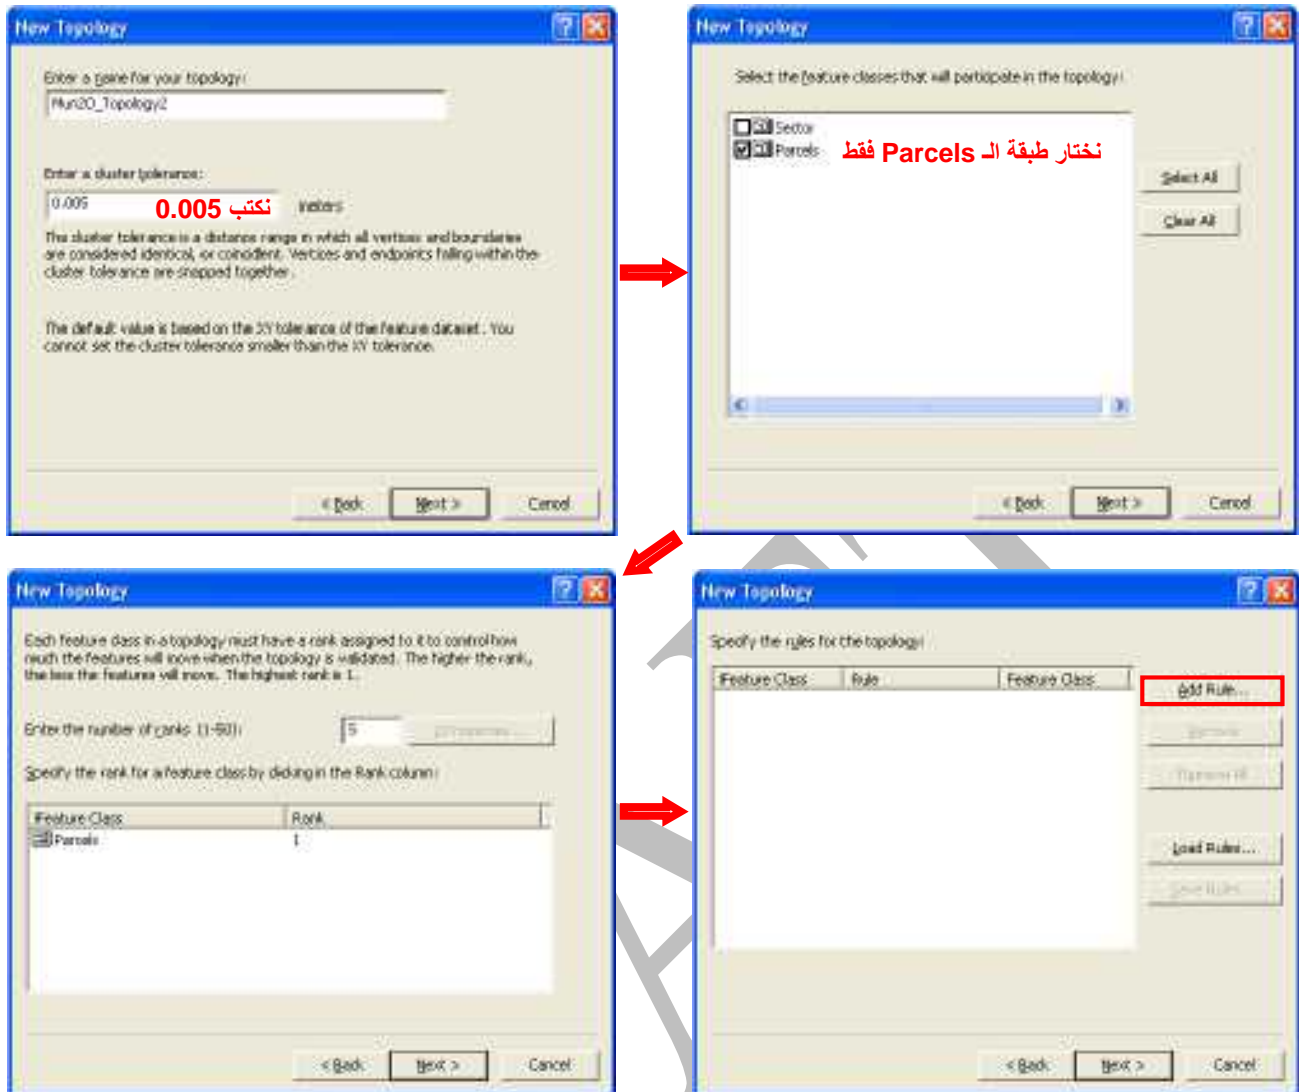 New Topology
Enter a name for your topology:
Mun20_Topology2
Enter a cluster tolerance:
0.005
نكتب 0.005
meters
The cluster tolerance is a distance range in which all vertices and boundaries
are considered identical, or coincident. Vertices and endpoints falling within the
cluster tolerance are snapped together.
The default value is based on the XY tolerance of the feature dataset. You
cannot set the cluster tolerance smaller than the XY tolerance.
< Back
Next >
Cancel
New Topology
Select the feature classes that will participate in the topology:
Sector
Parcels
نختار طبقة الـ Parcels فقط
Select All
Clear All
< Back
Next >
Cancel
New Topology
Each feature class in a topology must have a rank assigned to it to control how
much the features will move when the topology is validated. The higher the rank,
the less the features will move. The highest rank is 1.
Enter the number of ranks (1-50):
5
Properties...
Specify the rank for a feature class by clicking in the Rank column:
Feature Class
Rank
Parcels
1
< Back
Next >
Cancel
New Topology
Specify the rules for the topology:
Feature Class
Rule
Feature Class
Add Rule...
Remove
Remove All
Load Rules...
Save Rules...
< Back
Next >
Cancel